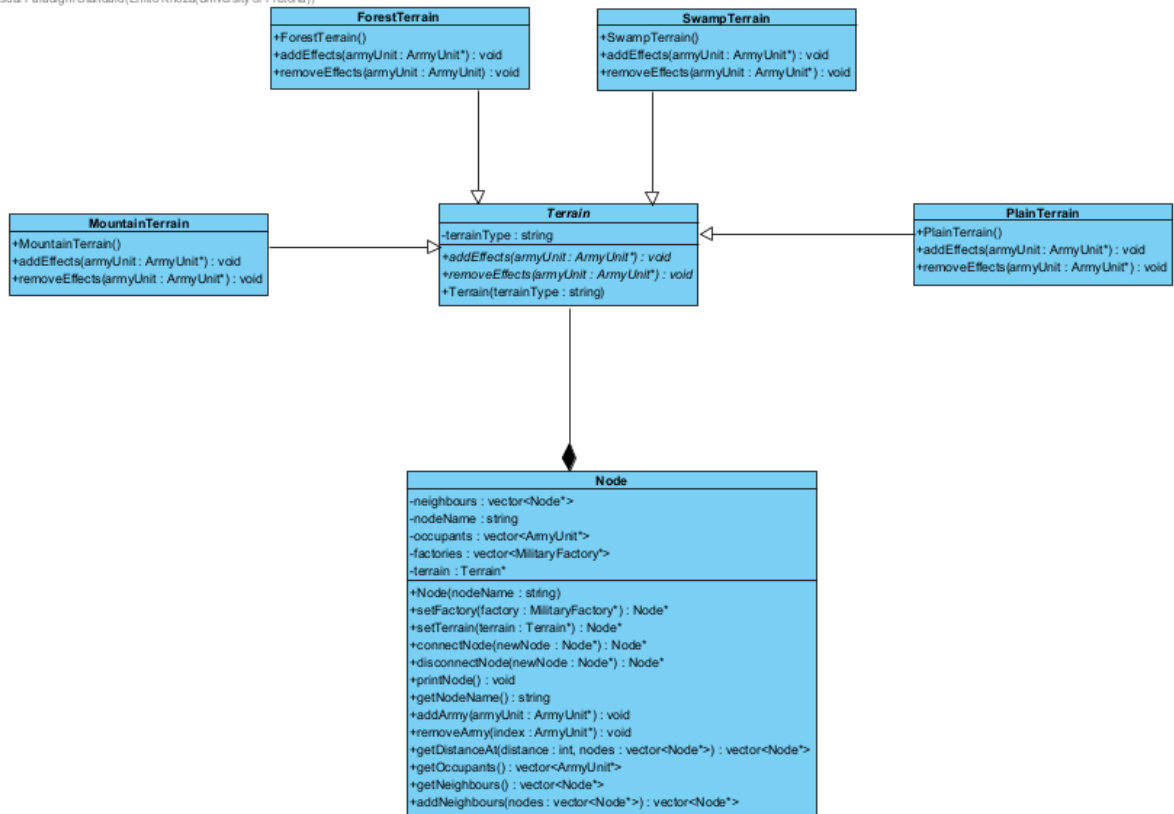 ForestTerrain
+ForestTerrain()
+addEffects(armyUnit : ArmyUnit*) : void
+removeEffects(armyUnit : ArmyUnit) : void
SwampTerrain
+SwampTerrain()
+addEffects(armyUnit : ArmyUnit*) : void
+removeEffects(armyUnit : ArmyUnit*) : void
MountainTerrain
+MountainTerrain()
+addEffects(armyUnit : ArmyUnit*) : void
+removeEffects(armyUnit : ArmyUnit*) : void
Terrain
-terrainType : string
+addEffects(armyUnit : ArmyUnit*) : void
+removeEffects(armyUnit : ArmyUnit*) : void
+Terrain(terrainType : string)
PlainTerrain
+PlainTerrain()
+addEffects(armyUnit : ArmyUnit*) : void
+removeEffects(armyUnit : ArmyUnit*) : void
Node
-neighbours : vector<Node*>
-nodeName : string
-occupants : vector<ArmyUnit*>
-factories : vector<MilitaryFactory*>
-terrain : Terrain*
+Node(nodeName : string)
+setFactory(factory : MilitaryFactory*) : Node*
+setTerrain(terrain : Terrain*) : Node*
+connectNode(newNode : Node*) : Node*
+disconnectNode(newNode : Node*) : Node*
+printNode() : void
+getNodeName() : string
+addArmy(armyUnit : ArmyUnit*) : void
+removeArmy(index : ArmyUnit*) : void
+getDistanceAt(distance : int, nodes : vector<Node*>) : vector<Node*>
+getOccupants() : vector<ArmyUnit*>
+getNeighbours() : vector<Node*>
+addNeighbours(nodes : vector<Node*>) : vector<Node*>